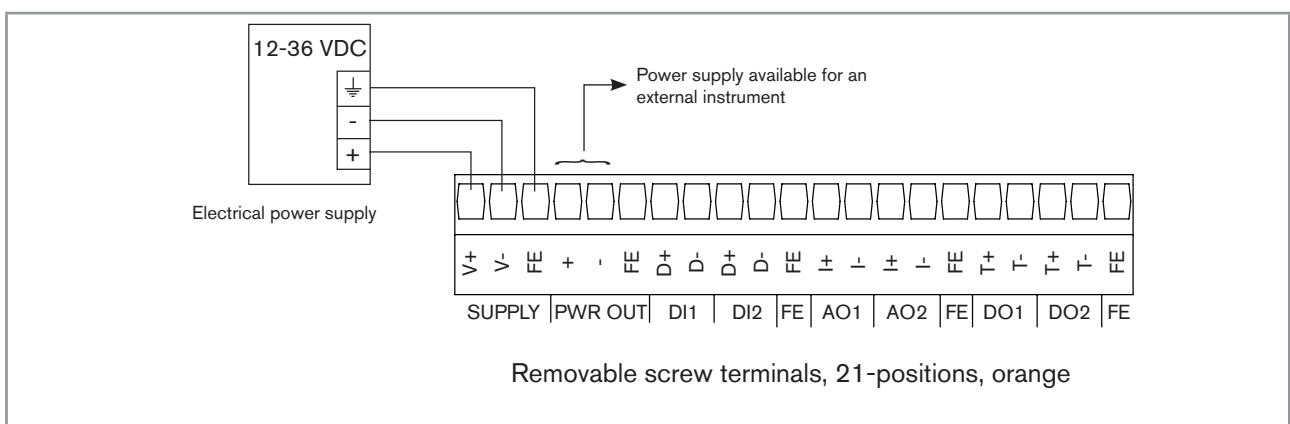 12-36 VDC
-
+
Electrical power supply
Power supply available for an
external instrument
V+ V- FE + - FE D+ D- D+ D- FE I+ I- I+ I- FE T+ T- T+ T- FE
SUPPLY PWR OUT DI1 DI2 FE AO1 AO2 FE DO1 DO2 FE
Removable screw terminals, 21-positions, orange